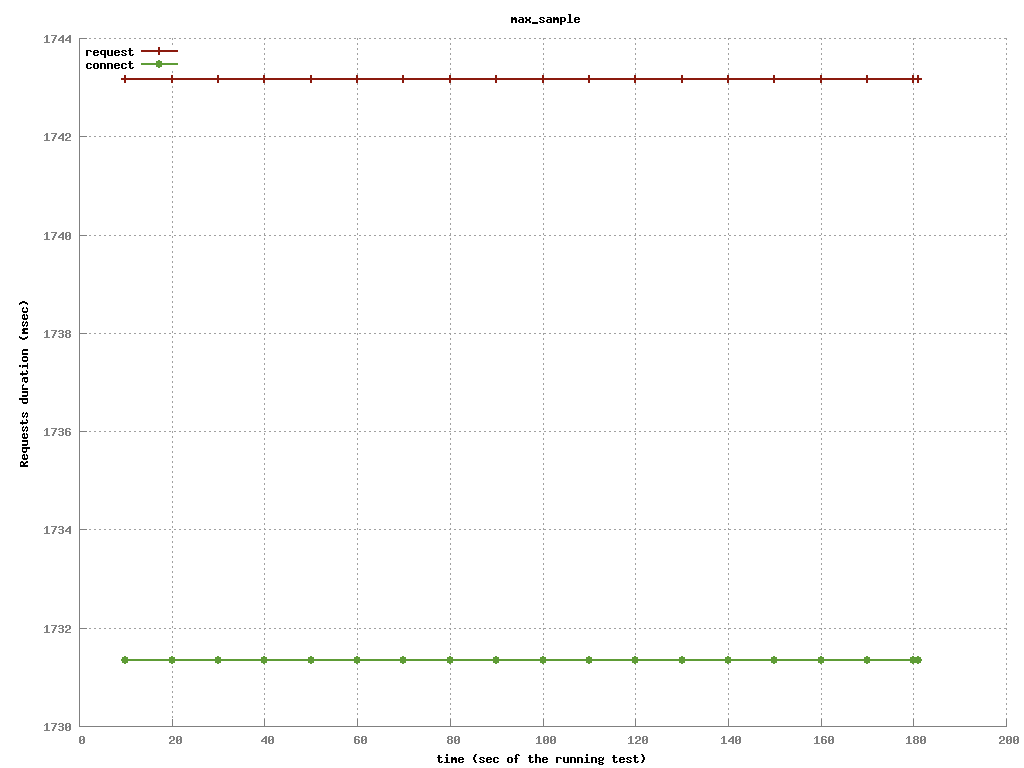 max_sample
request
connect
1744
1742
1740
1738
1736
1734
1732
1730
Requests duration (msec)
0 20 40 60 80 100 120 140 160 180 200
time (sec of the running test)